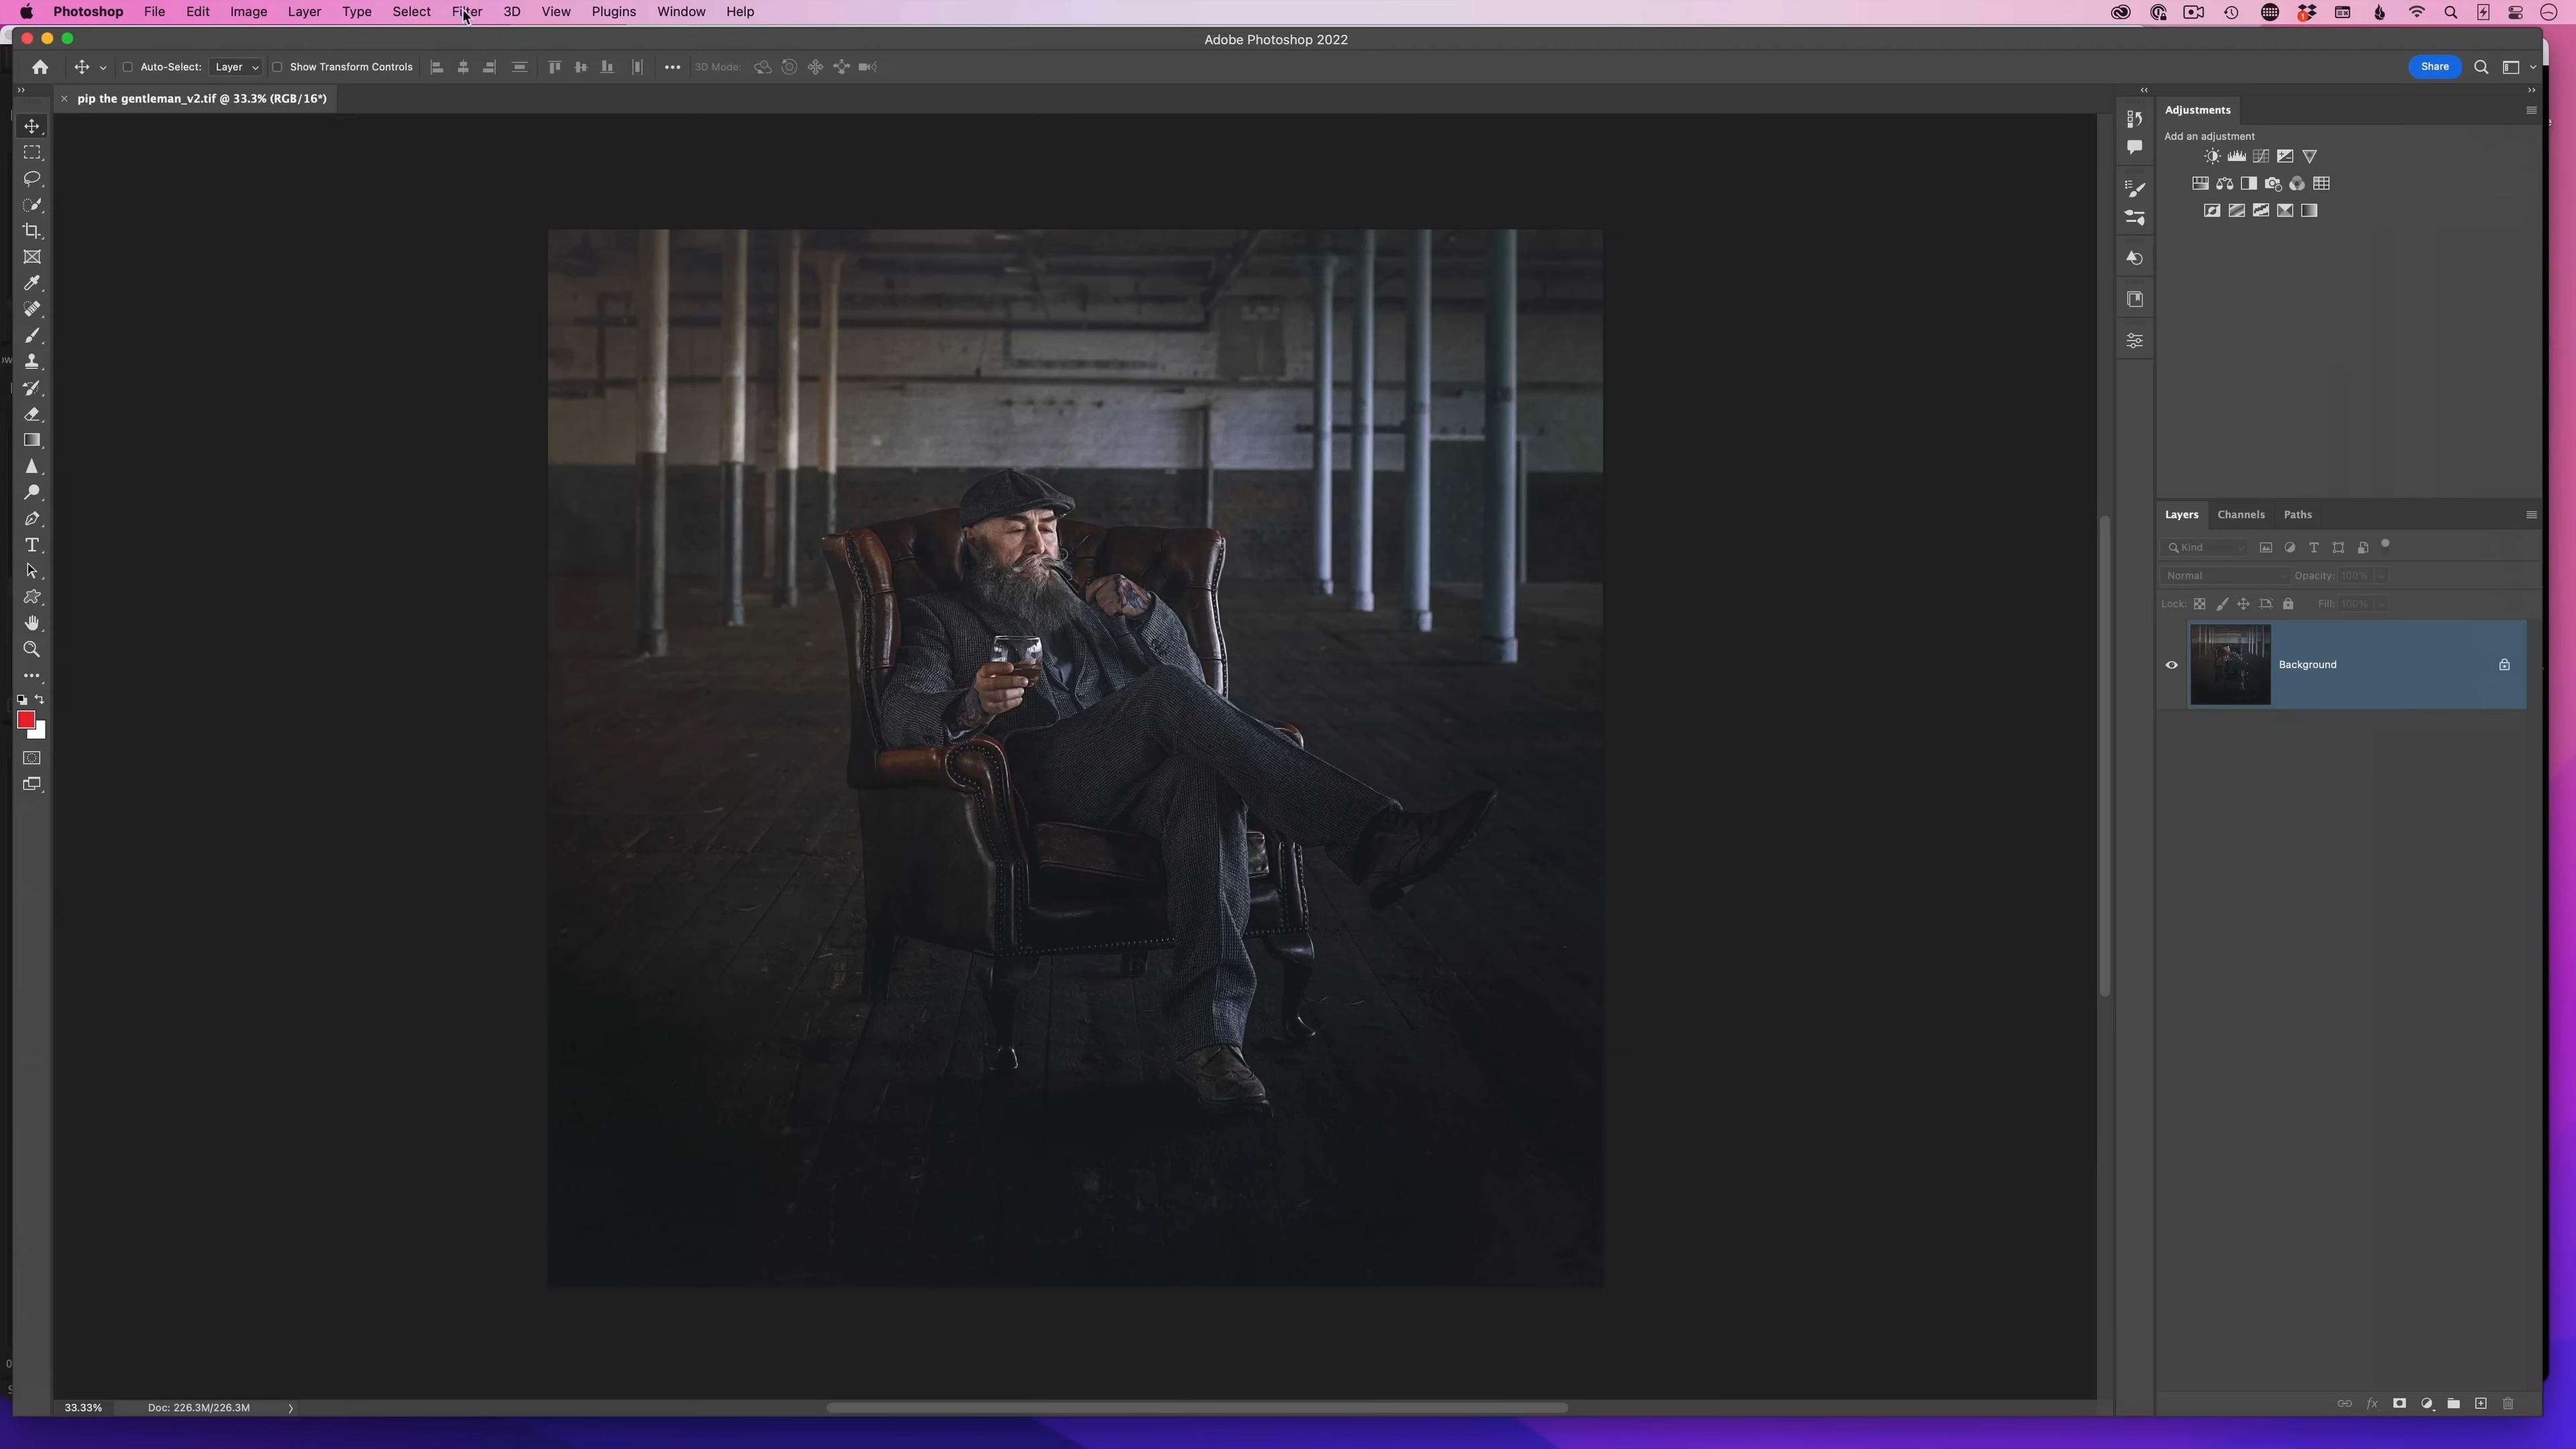 Photoshop File Edit Image Layer Type Select Filter 3D View Plugins Window Help
Adobe Photoshop 2022
Auto-Select: Layer Show Transform Controls 3D Mode: Share
pip the gentleman_v2.tif @ 33.3% (RGB/16*)
Adjustments
Add an adjustment
Layers Channels Paths
Kind
Normal Opacity: 100%
Lock: Fill: 100%
Background
33.33% Doc: 226.3M/226.3M